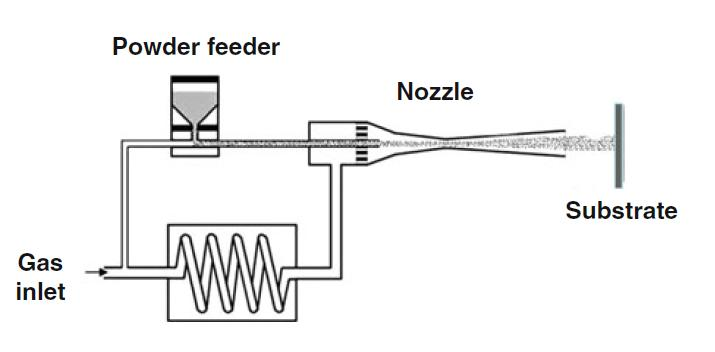 Powder feeder
Nozzle
Substrate
Gas
inlet